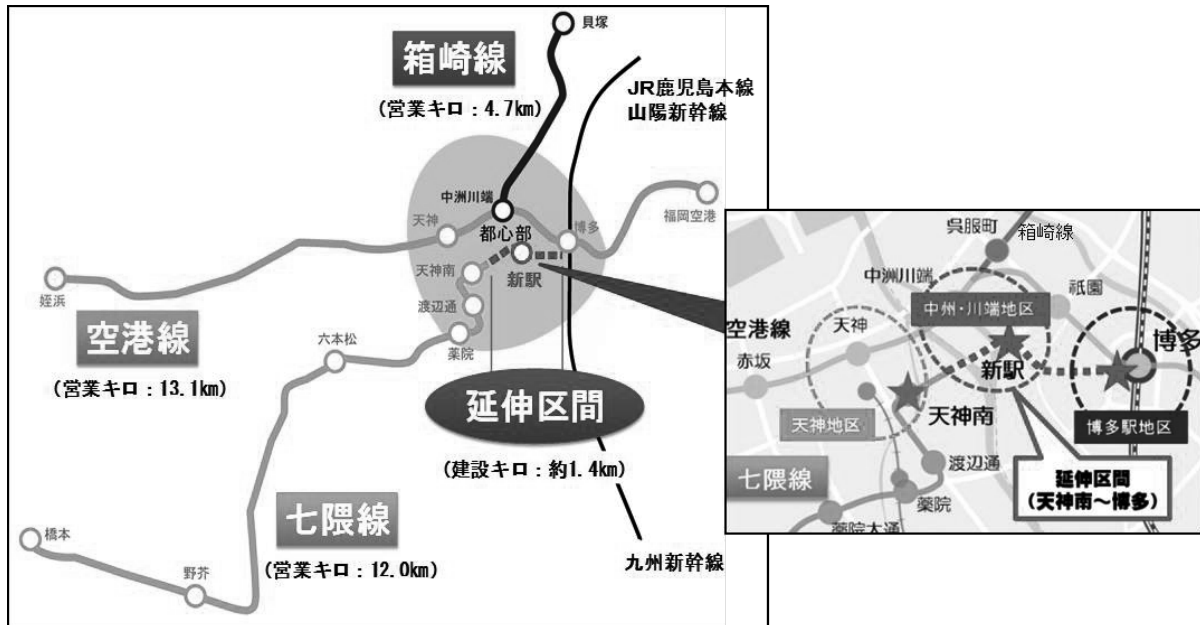 貝塚
箱崎線
(営業キロ:4.7km)
JR鹿児島本線
山陽新幹線
中洲川端
天神
都心部
博多
福岡空港
天神南
新駅
姪浜
渡辺通
空港線
六本松
薬院
(営業キロ:13.1km)
延伸区間
(建設キロ:約1.4km)
七隈線
橋本
(営業キロ:12.0km)
野芥
九州新幹線
呉服町
箱崎線
中洲川端
祇園
中州・川端地区
空港線
天神
博多
赤坂
新駅
天神南
天神地区
博多駅地区
渡辺通
七隈線
延伸区間
(天神南~博多)
薬院
薬院大通